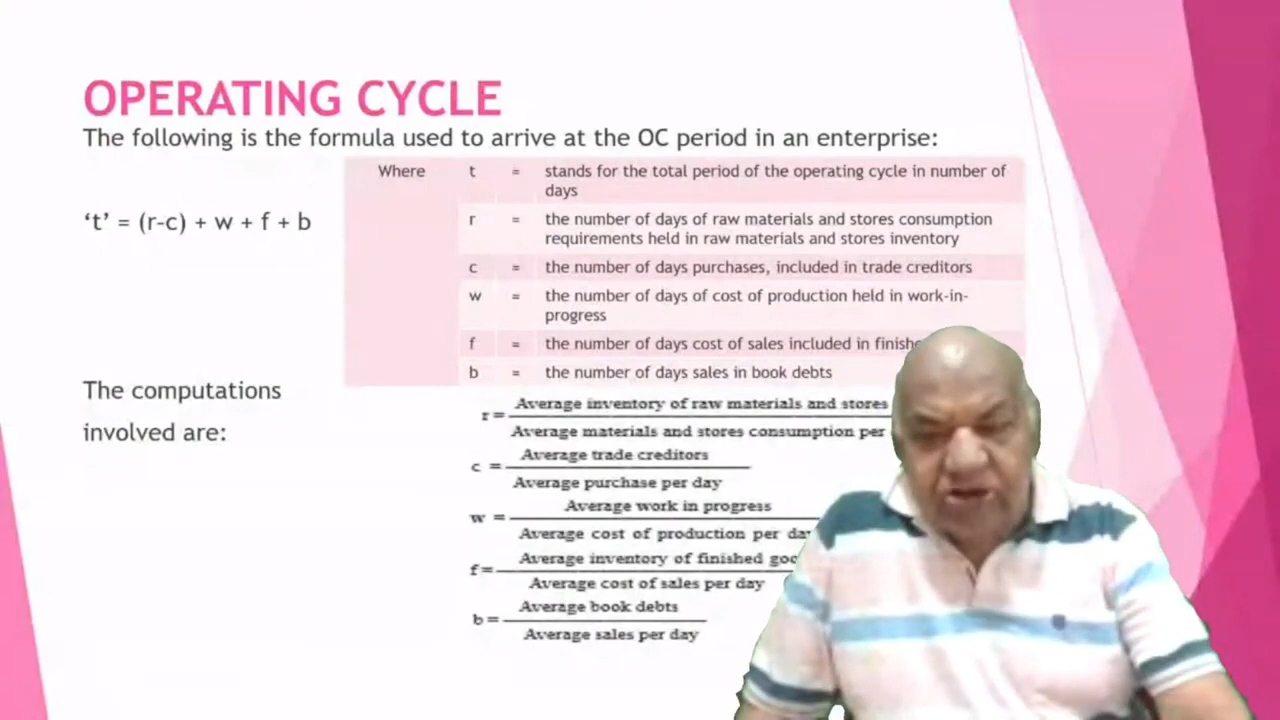 OPERATING CYCLE
The following is the formula used to arrive at the OC period in an enterprise:
Where t = stands for the total period of the operating cycle in number of
days
‘t’ = (r-c) + w + f + b
r = the number of days of raw materials and stores consumption
requirements held in raw materials and stores inventory
c = the number of days purchases, included in trade creditors
w = the number of days of cost of production held in work-in-
progress
f = the number of days cost of sales included in
b = the number of days sales in book debts
The computations
involved are:
r = Average inventory of raw materials and stores
Average materials and stores consumption per
c = Average trade creditors
Average purchase per day
w = Average work in progress
Average cost of production per
f = Average inventory of finished
Average cost of sales per day
b = Average book debts
Average sales per day